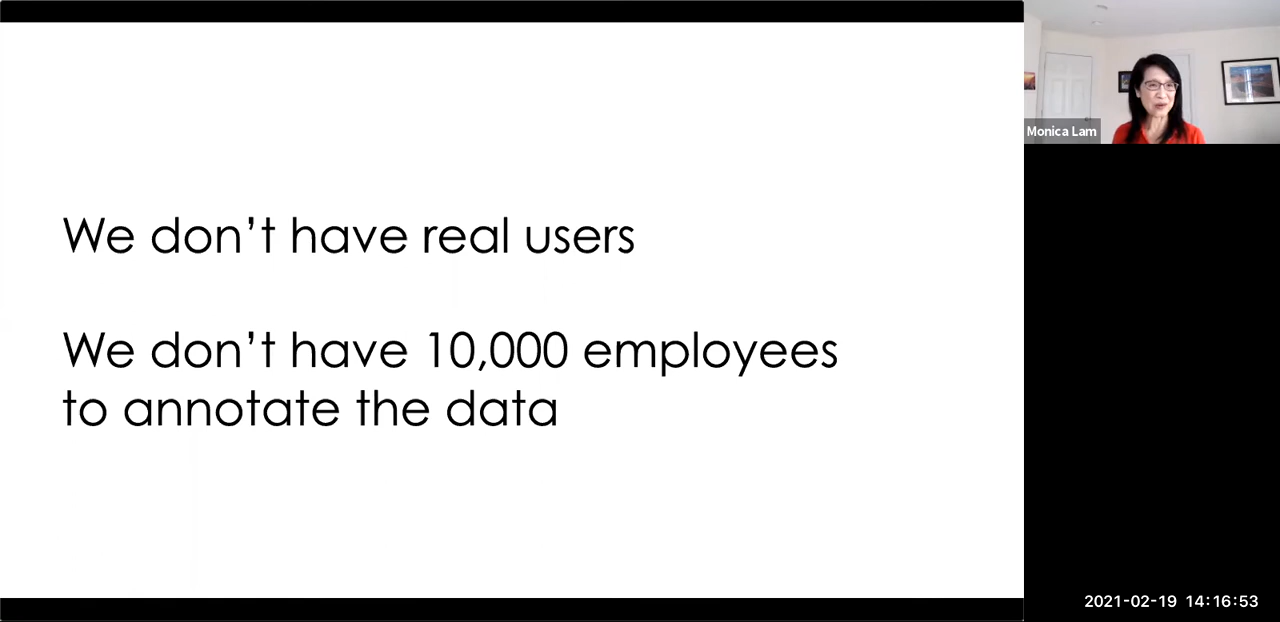 We don't have real users
We don't have 10,000 employees
to annotate the data
Monica Lam
2021-02-19 14:16:53